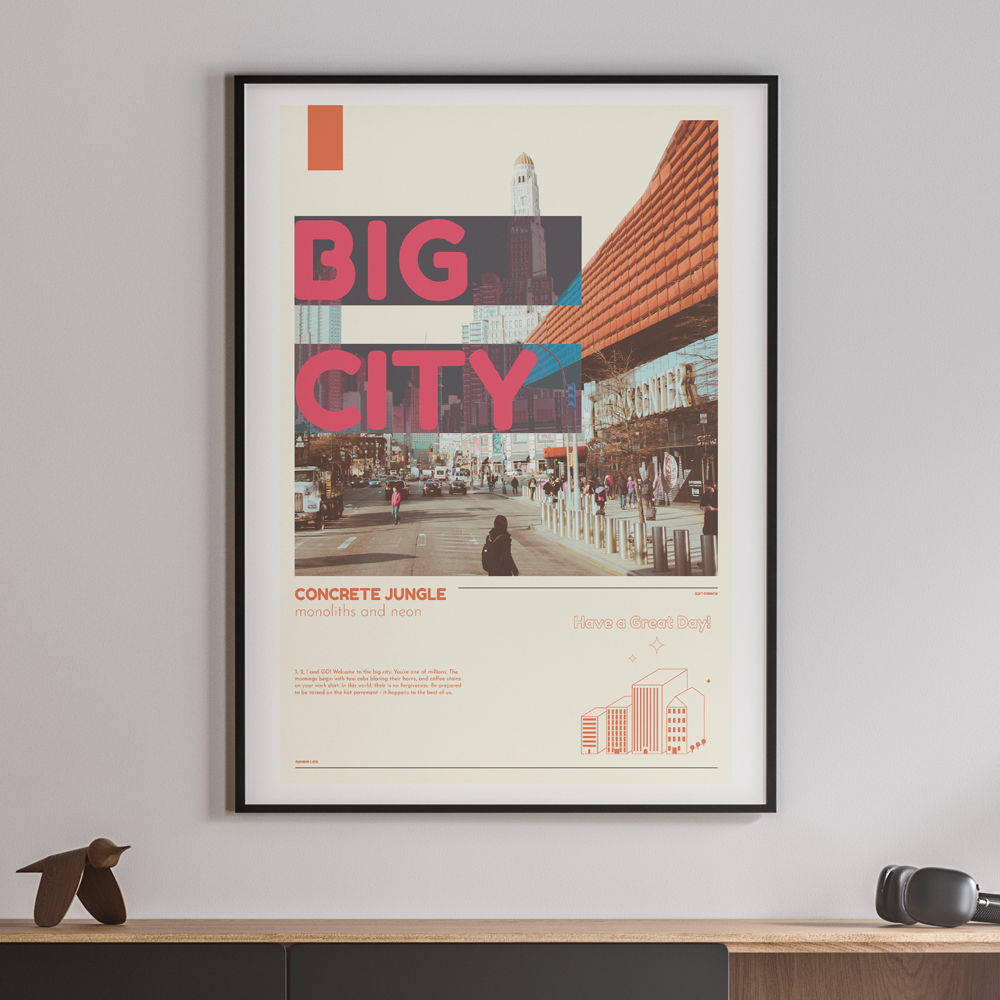 BIG
CITY
CENTER
CONCRETE JUNGLE
monoliths and neon
Have a Great Day!
3, 2, 1 and GO! Welcome to the big city. You're one of millions. The
mornings begin with taxi cabs blaring their horns, and coffee stains
on your work shirt. In this world, their is no forgiveness. Be prepared
to be tossed on the hot pavement - it happens to the best of us.